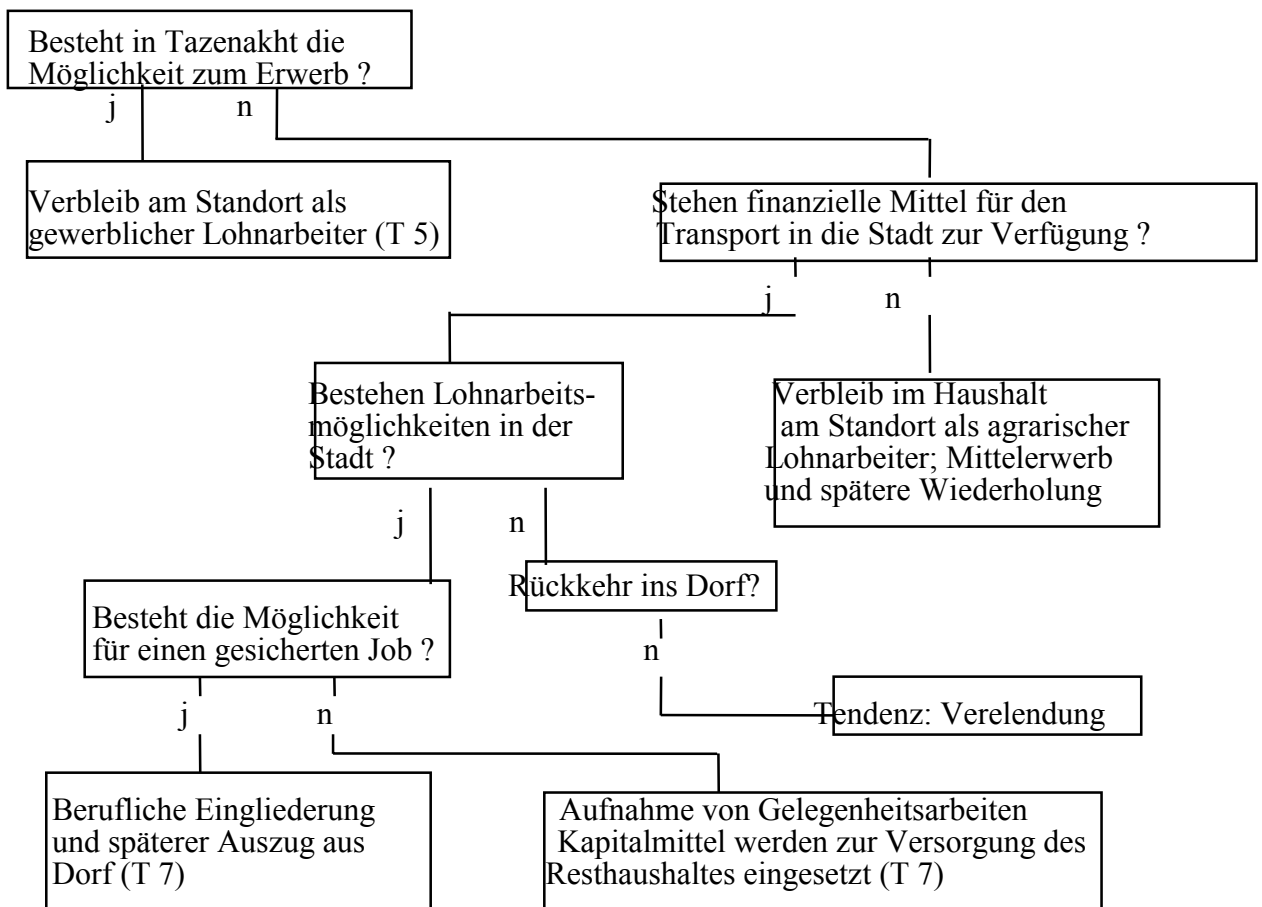 Besteht in Tazenakht die
Möglichkeit zum Erwerb ?
j
n
Verbleib am Standort als
gewerblicher Lohnarbeiter (T 5)
Stehen finanzielle Mittel für den
Transport in die Stadt zur Verfügung ?
j
n
Bestehen Lohnarbeits-
möglichkeiten in der
Stadt ?
Verbleib im Haushalt
am Standort als agrarischer
Lohnarbeiter; Mittelerwerb
und spätere Wiederholung
j
n
Rückkehr ins Dorf?
Besteht die Möglichkeit
für einen gesicherten Job ?
n
Tendenz: Verelendung
j
n
Berufliche Eingliederung
und späterer Auszug aus
Dorf (T 7)
Aufnahme von Gelegenheitsarbeiten
Kapitalmittel werden zur Versorgung des
Resthaushaltes eingesetzt (T 7)